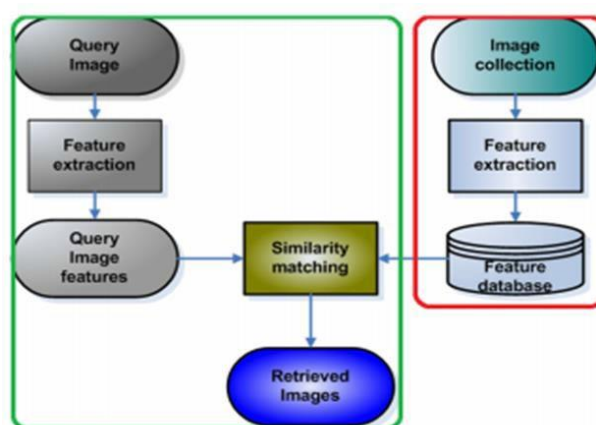 Query
Image
Feature
extraction
Query
Image
features
Similarity
matching
Retrieved
Images
Image
collection
Feature
extraction
Feature
database